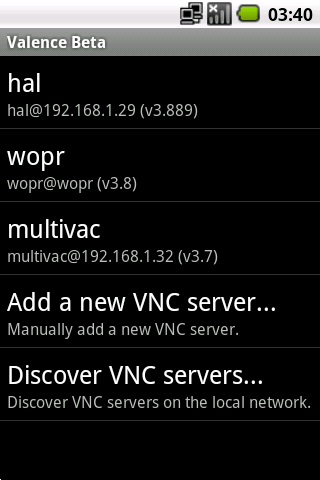 03:40
Valence Beta
hal
hal@192.168.1.29 (v3.889)
wopr
wopr@wopr (v3.8)
multivac
multivac@192.168.1.32 (v3.7)
Add a new VNC server...
Manually add a new VNC server.
Discover VNC servers...
Discover VNC servers on the local network.